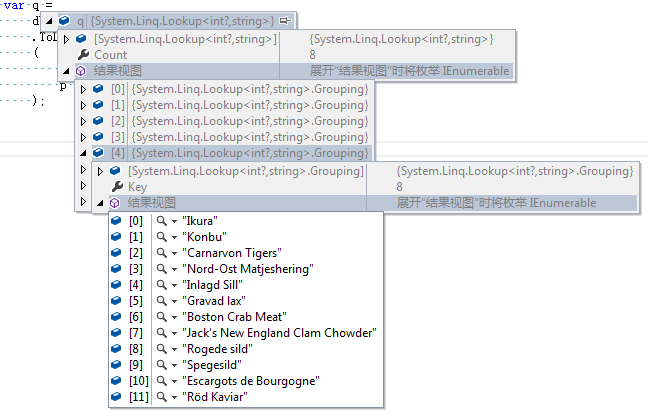 var q =
q {System.Linq.Lookup<int?,string>}
[System.Linq.Lookup<int?,string>] {System.Linq.Lookup<int?,string>}
Count 8
结果视图 展开“结果视图”时将枚举 IEnumerable
);
[0] {System.Linq.Lookup<int?,string>.Grouping}
[1] {System.Linq.Lookup<int?,string>.Grouping}
[2] {System.Linq.Lookup<int?,string>.Grouping}
[3] {System.Linq.Lookup<int?,string>.Grouping}
[4] {System.Linq.Lookup<int?,string>.Grouping}
[System.Linq.Lookup<int?,string>.Grouping] {System.Linq.Lookup<int?,string>.Grouping}
Key 8
结果视图 展开“结果视图”时将枚举 IEnumerable
[0] "Ikura"
[1] "Konbu"
[2] "Carnarvon Tigers"
[3] "Nord-Ost Matjeshering"
[4] "Inlagd Sill"
[5] "Gravad lax"
[6] "Boston Crab Meat"
[7] "Jack's New England Clam Chowder"
[8] "Rogede sild"
[9] "Spegesild"
[10] "Escargots de Bourgogne"
[11] "Röd Kaviar"